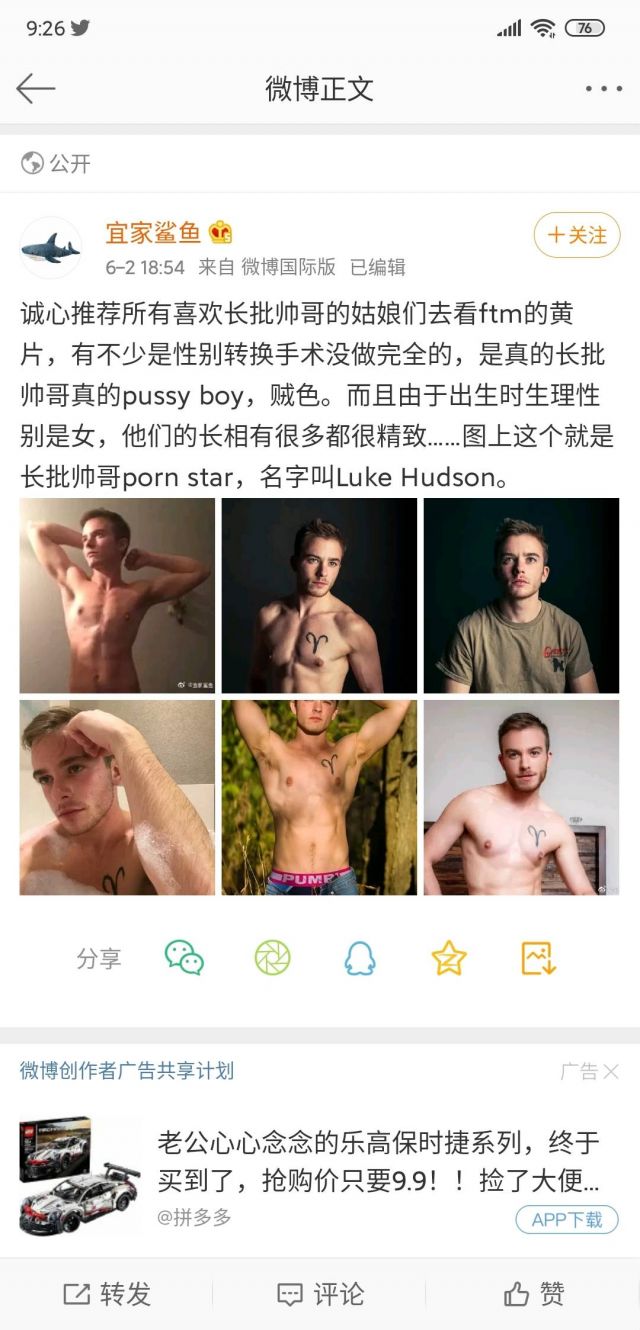 9:26
76
微博正文
公开
宜家鲨鱼
+关注
6-2 18:54 来自 微博国际版 已编辑
诚心推荐所有喜欢长批帅哥的姑娘们去看ftm的黄
片，有不少是性别转换手术没做完全的，是真的长批
帅哥真的pussy boy，贼色。而且由于出生时生理性
别是女，他们的长相有很多都很精致......图上这个就是
长批帅哥porn star，名字叫Luke Hudson。
@宜家鲨鱼
PUMP!
分享
微博创作者广告共享计划
广告
老公心心念念的乐高保时捷系列，终于
买到了，抢购价只要9.9！！捡了大便...
@拼多多
APP下载
转发
评论
赞